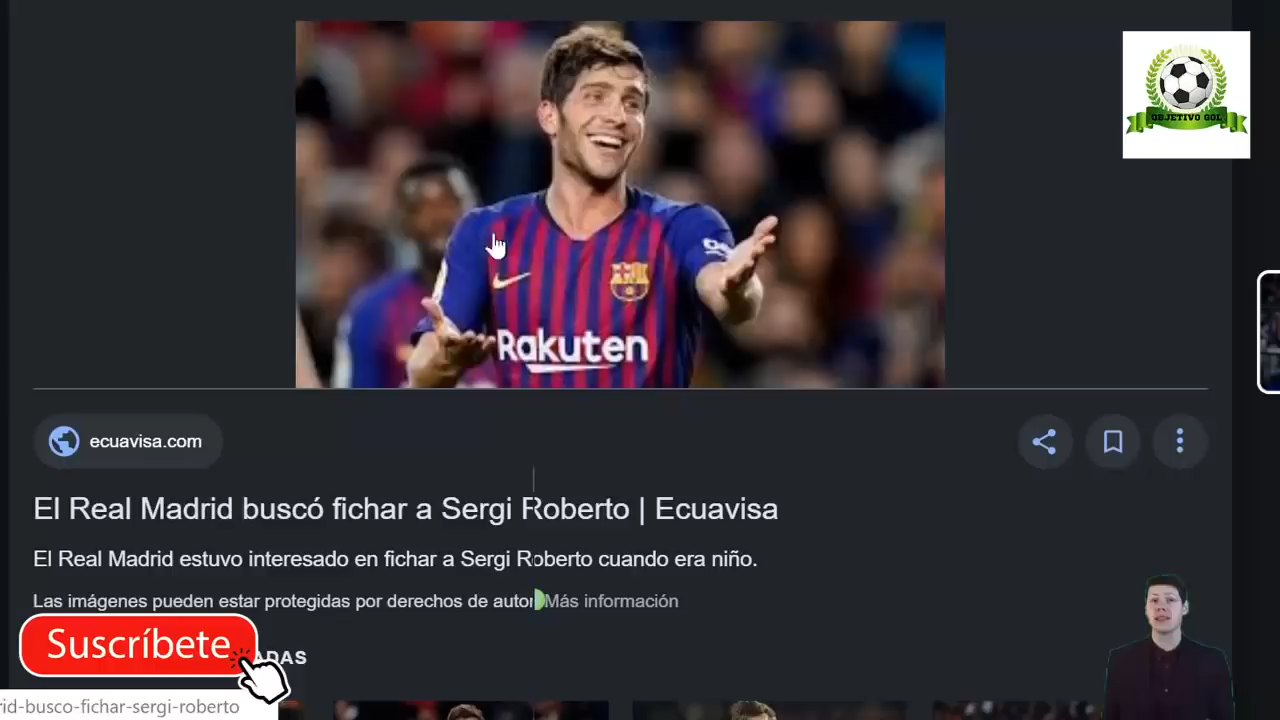 OBJETIVO GOL
Rakuten
ecuavisa.com
El Real Madrid buscó fichar a Sergi Roberto | Ecuavisa
El Real Madrid estuvo interesado en fichar a Sergi Roberto cuando era niño.
Las imágenes pueden estar protegidas por derechos de autor Más información
Suscríbete
ADAS
rid-busco-fichar-sergi-roberto